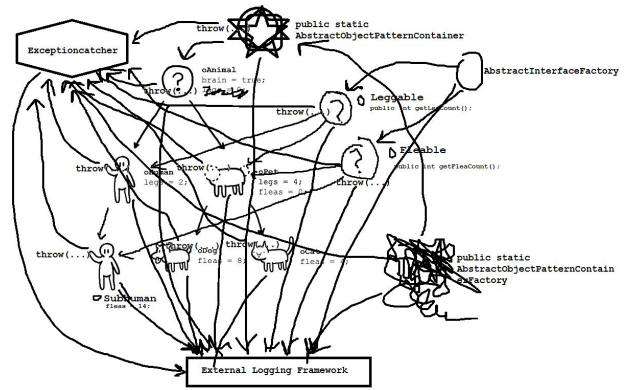 throw(...)
public static
AbstractObjectPatternContainer
Exceptioncatcher
oAnimal
brain = true;
throw(...)
AbstractInterfaceFactory
Leggable
public int getLegCount();
throw(...)
Fleable
public int getFleaCount();
throw(...)
throw
oHuman
legs = 2;
throw(...)
oPet
legs = 4;
fleas = 0;
throw(...)
throw(...)
throw(...)
oDog
fleas = 8;
oCat
fleas =
Subhuman
fleas = 14;
public static
AbstractObjectPatternContain
erFactory
External Logging Framework